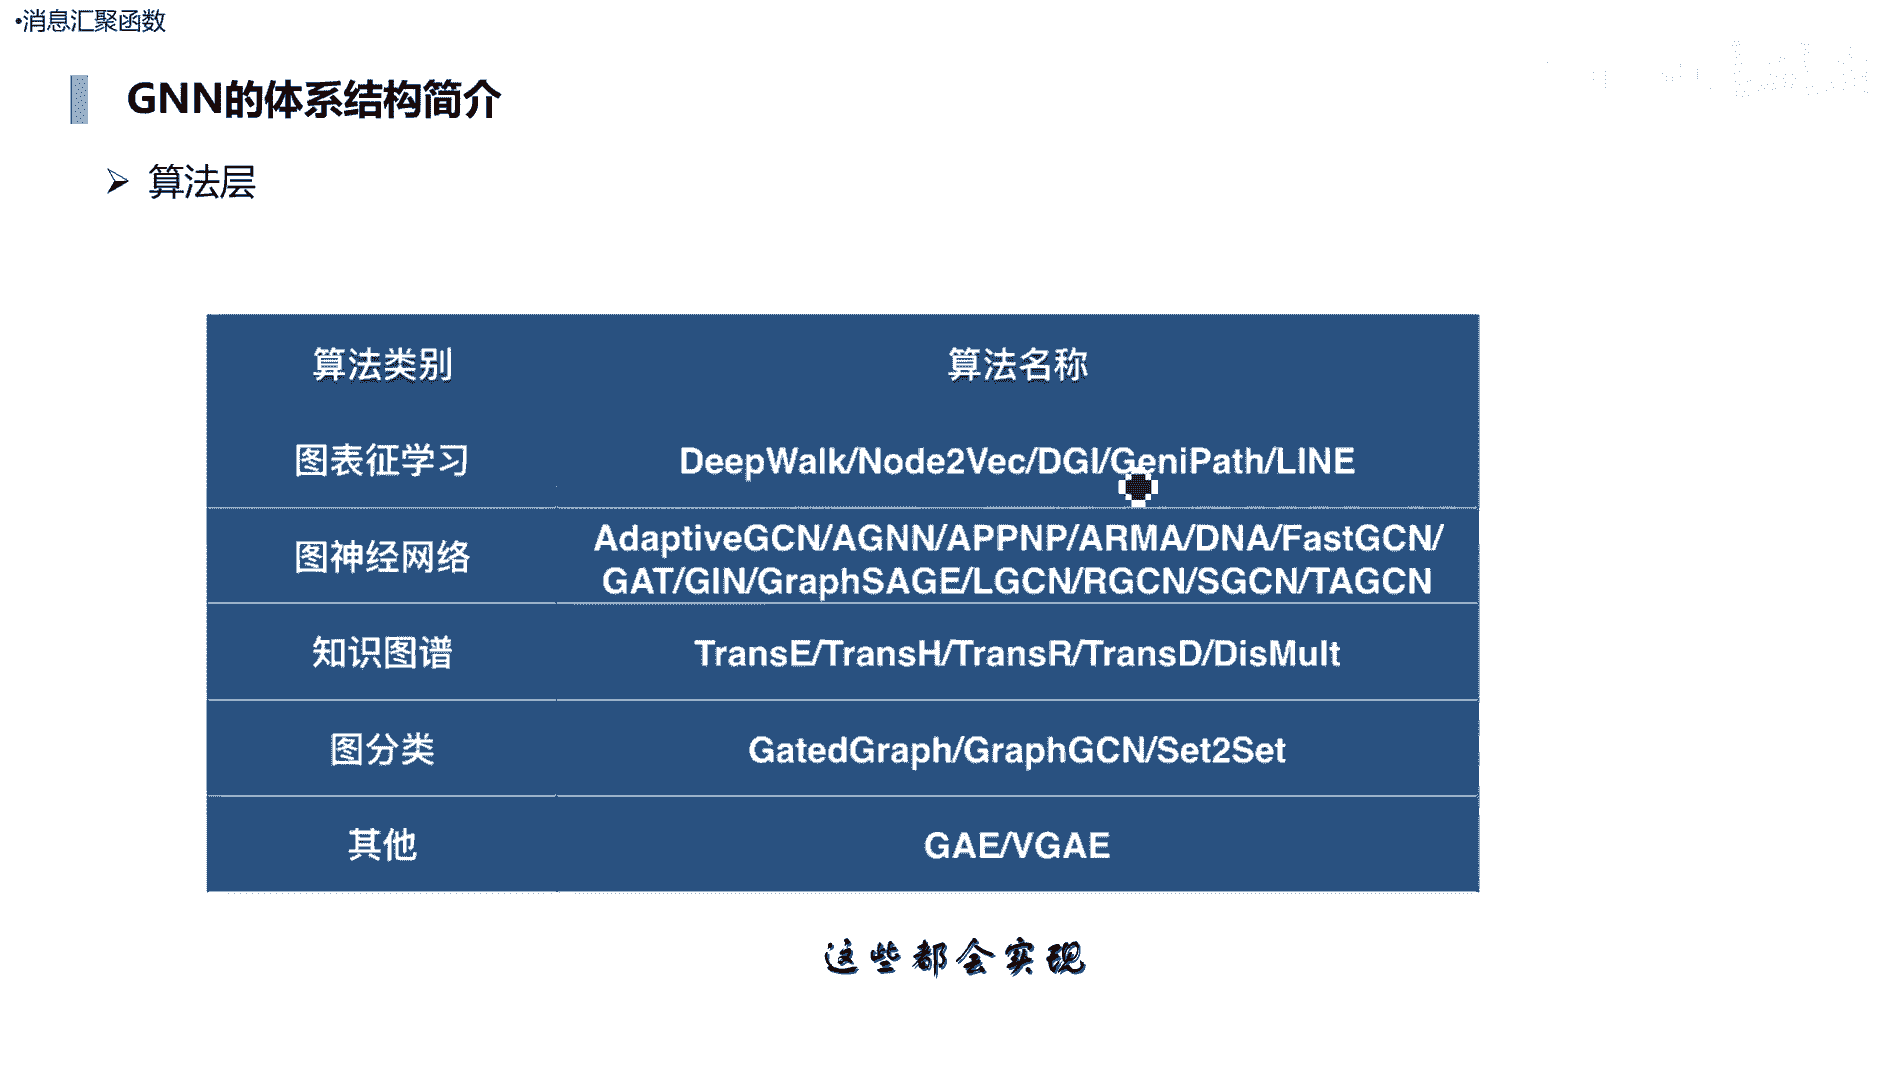 •消息汇聚函数
GNN的体系结构简介
算法层
算法类别 算法名称
图表征学习 DeepWalk/Node2Vec/DGI/GeniPath/LINE
图神经网络 AdaptiveGCN/AGNN/APPNP/ARMA/DNA/FastGCN/
GAT/GIN/GraphSAGE/LGCN/RGCN/SGCN/TAGCN
知识图谱 TransE/TransH/TransR/TransD/DisMult
图分类 GatedGraph/GraphGCN/Set2Set
其他 GAE/VGAE
这些都会实现